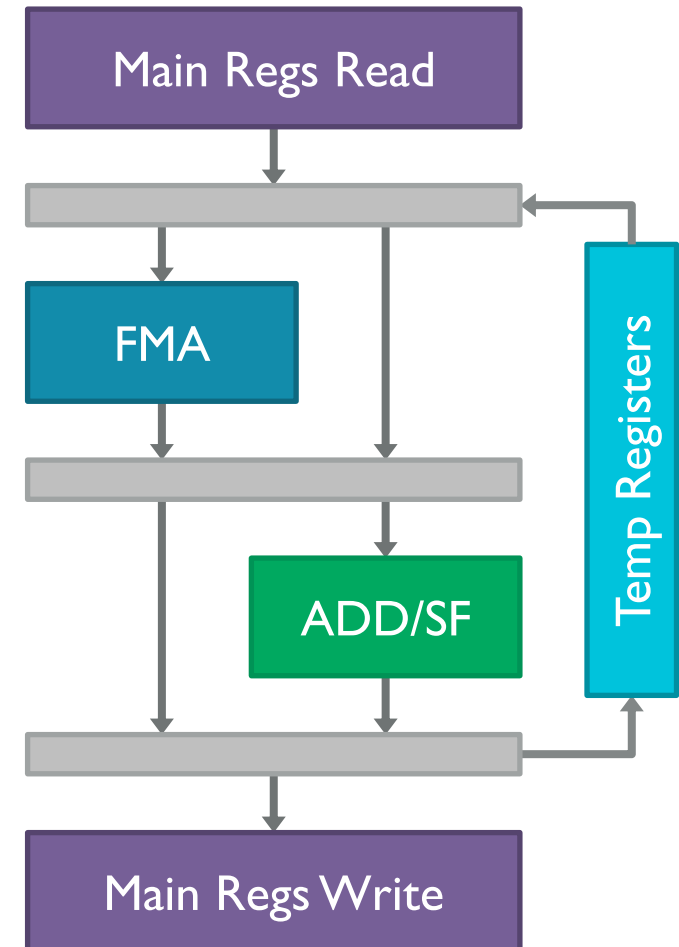 Main Regs Read
FMA
Temp Registers
ADD/SF
Main Regs Write